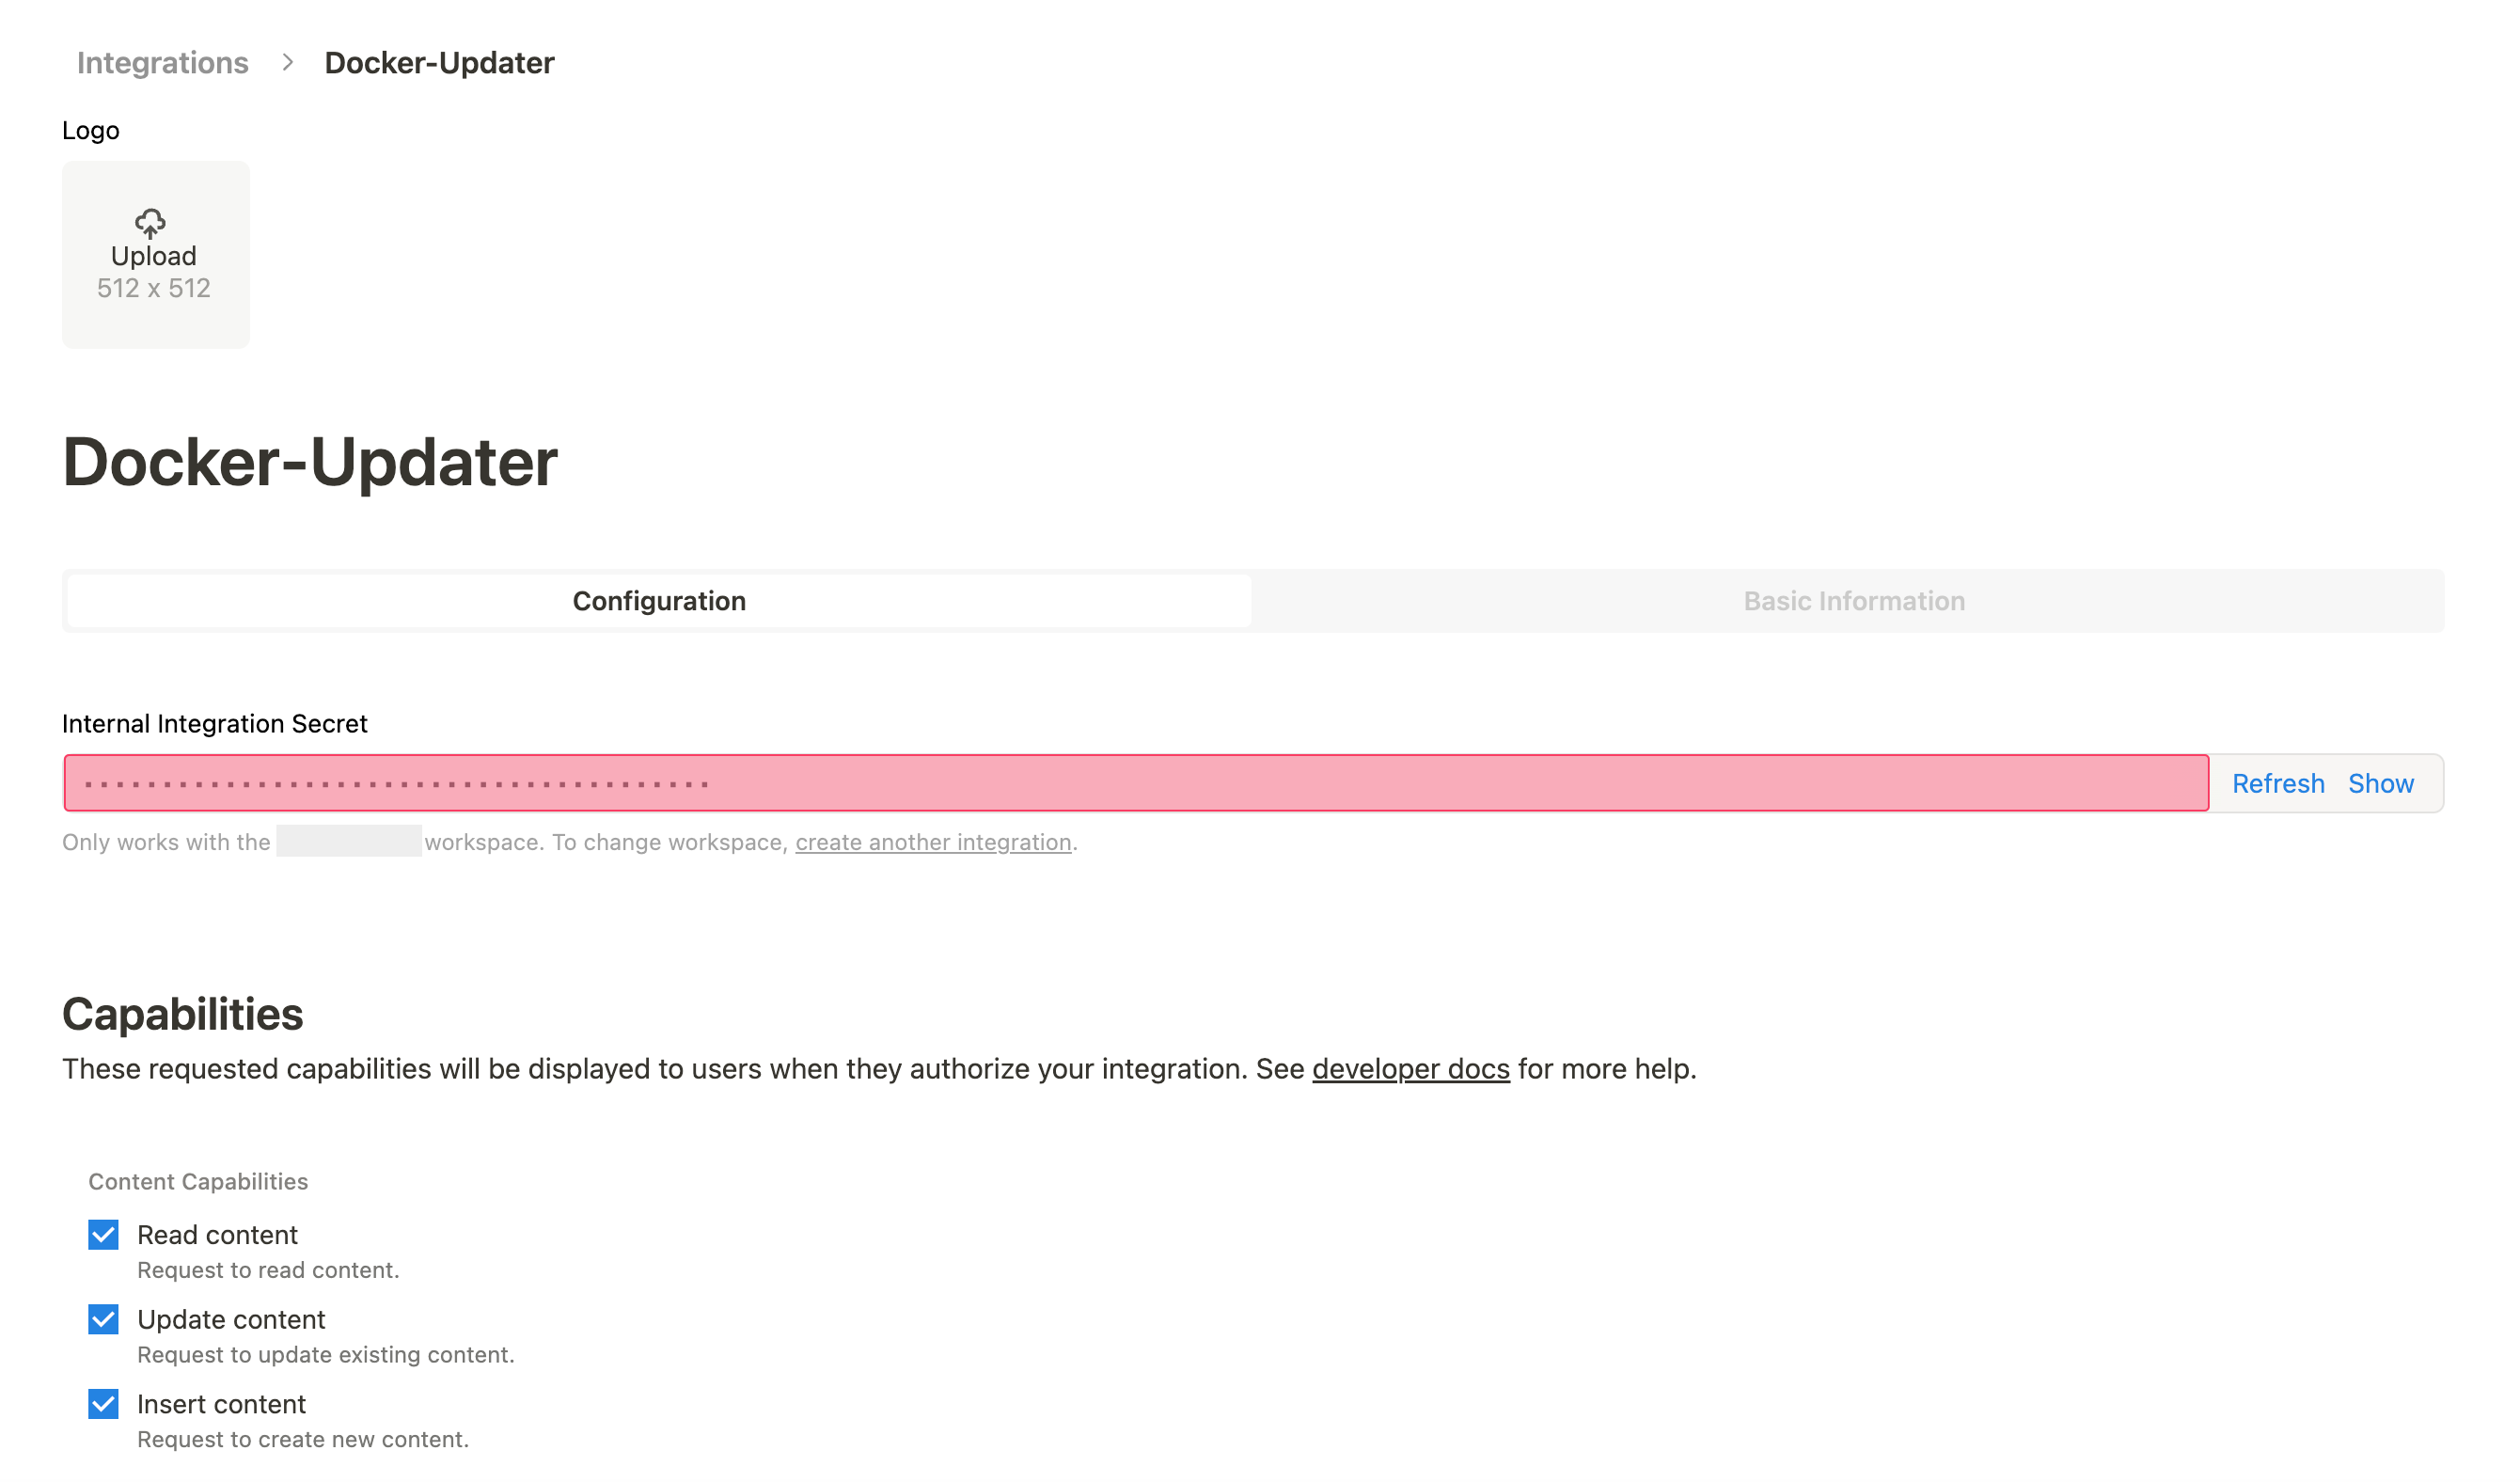 Integrations > Docker-Updater
Logo
Upload
512 x 512
Docker-Updater
Configuration Basic Information
Internal Integration Secret
Refresh Show
Only works with the workspace. To change workspace, create another integration.
Capabilities
These requested capabilities will be displayed to users when they authorize your integration. See developer docs for more help.
Content Capabilities
Read content
Request to read content.
Update content
Request to update existing content.
Insert content
Request to create new content.